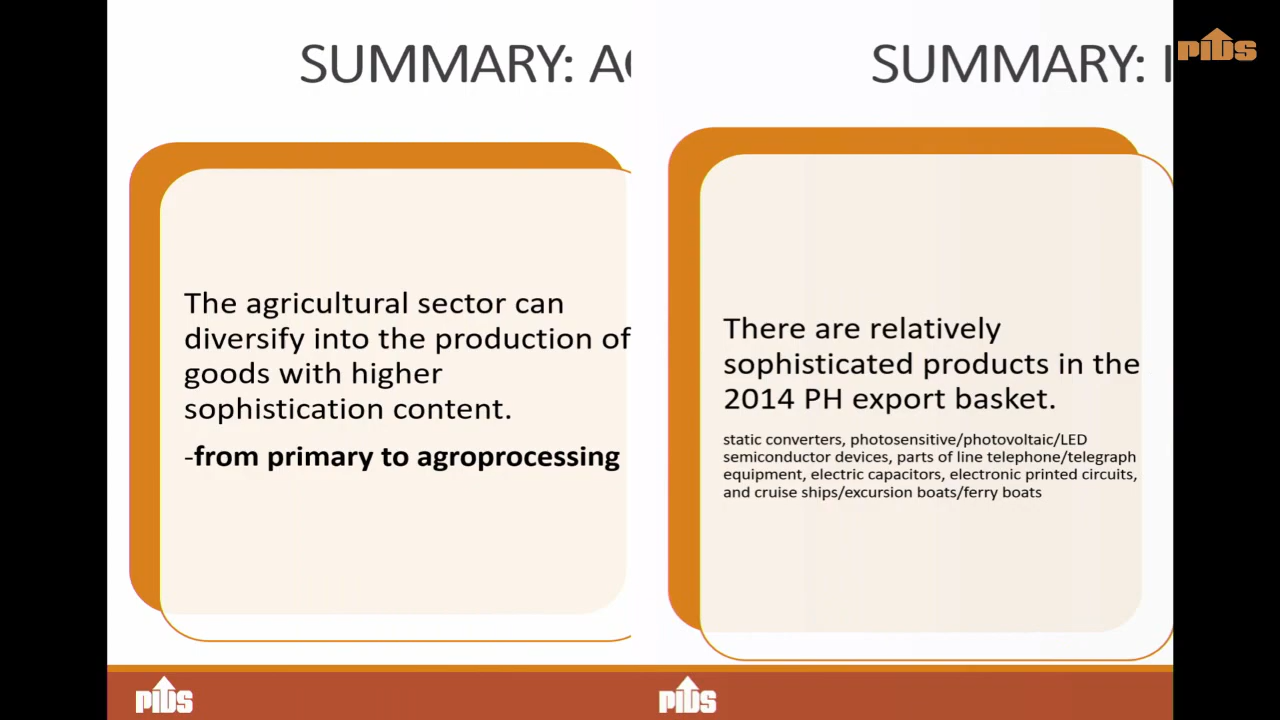 SUMMARY: AG
The agricultural sector can
diversify into the production of
goods with higher
sophistication content.
-from primary to agroprocessing
SUMMARY: I
There are relatively
sophisticated products in the
2014 PH export basket.
static converters, photosensitive/photovoltaic/LED
semiconductor devices, parts of line telephone/telegraph
equipment, electric capacitors, electronic printed circuits,
and cruise ships/excursion boats/ferry boats
pids
pids
pids